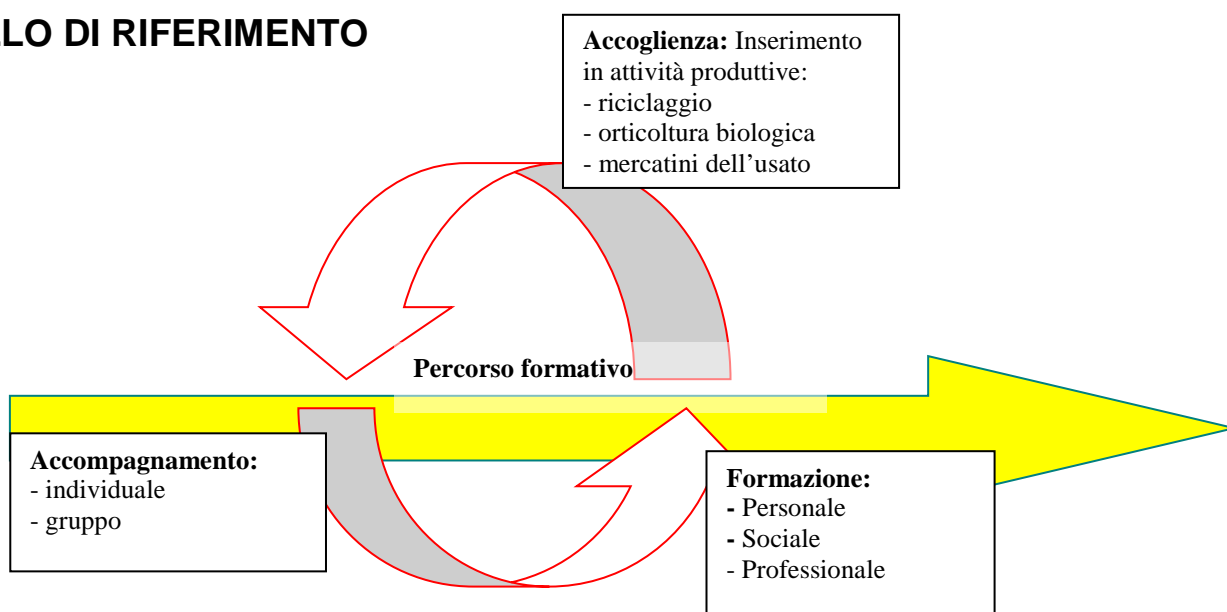 LLO DI RIFERIMENTO
Accoglienza: Inserimento
in attività produttive:
- riciclaggio
- orticoltura biologica
- mercatini dell’usato
Percorso formativo
Accompagnamento:
- individuale
- gruppo
Formazione:
- Personale
- Sociale
- Professionale